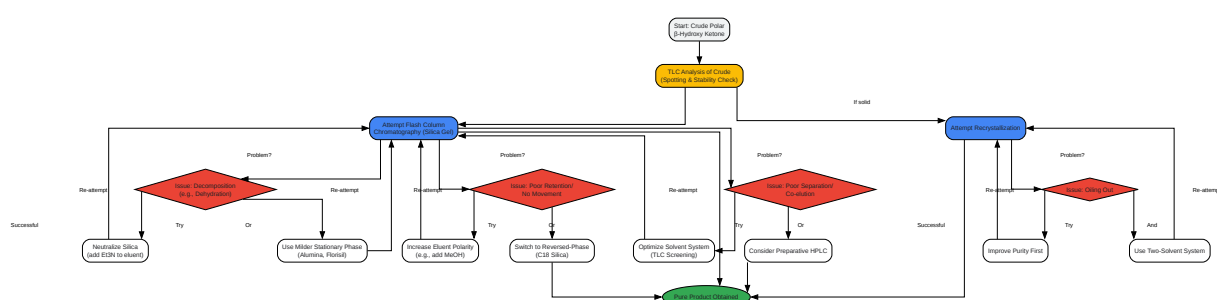 Start: Crude Polar
β-Hydroxy Ketone
TLC Analysis of Crude
(Spotting & Stability Check)
If solid
Attempt Flash Column
Chromatography (Silica Gel)
Attempt Recrystallization
Problem?
Problem?
Problem?
Problem?
Issue: Decomposition
(e.g., Dehydration)
Issue: Poor Retention/
No Movement
Issue: Poor Separation/
Co-elution
Issue: Oiling Out
Re-attempt
Re-attempt
Re-attempt
Re-attempt
Re-attempt
Re-attemp
Successful
Try
Or
Try
Or
Try
Or
Successful
Try
And
Neutralize Silica
(add Et3N to eluent)
Use Milder Stationary Phase
(Alumina, Florisil)
Increase Eluent Polarity
(e.g., add MeOH)
Switch to Reversed-Phase
(C18 Silica)
Optimize Solvent System
(TLC Screening)
Consider Preparative HPLC
Improve Purity First
Use Two-Solvent System
Pure Product Obtained